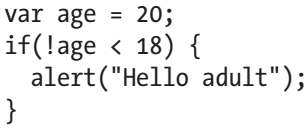 var age = 20;
if(!age < 18) {
  alert("Hello adult");
}